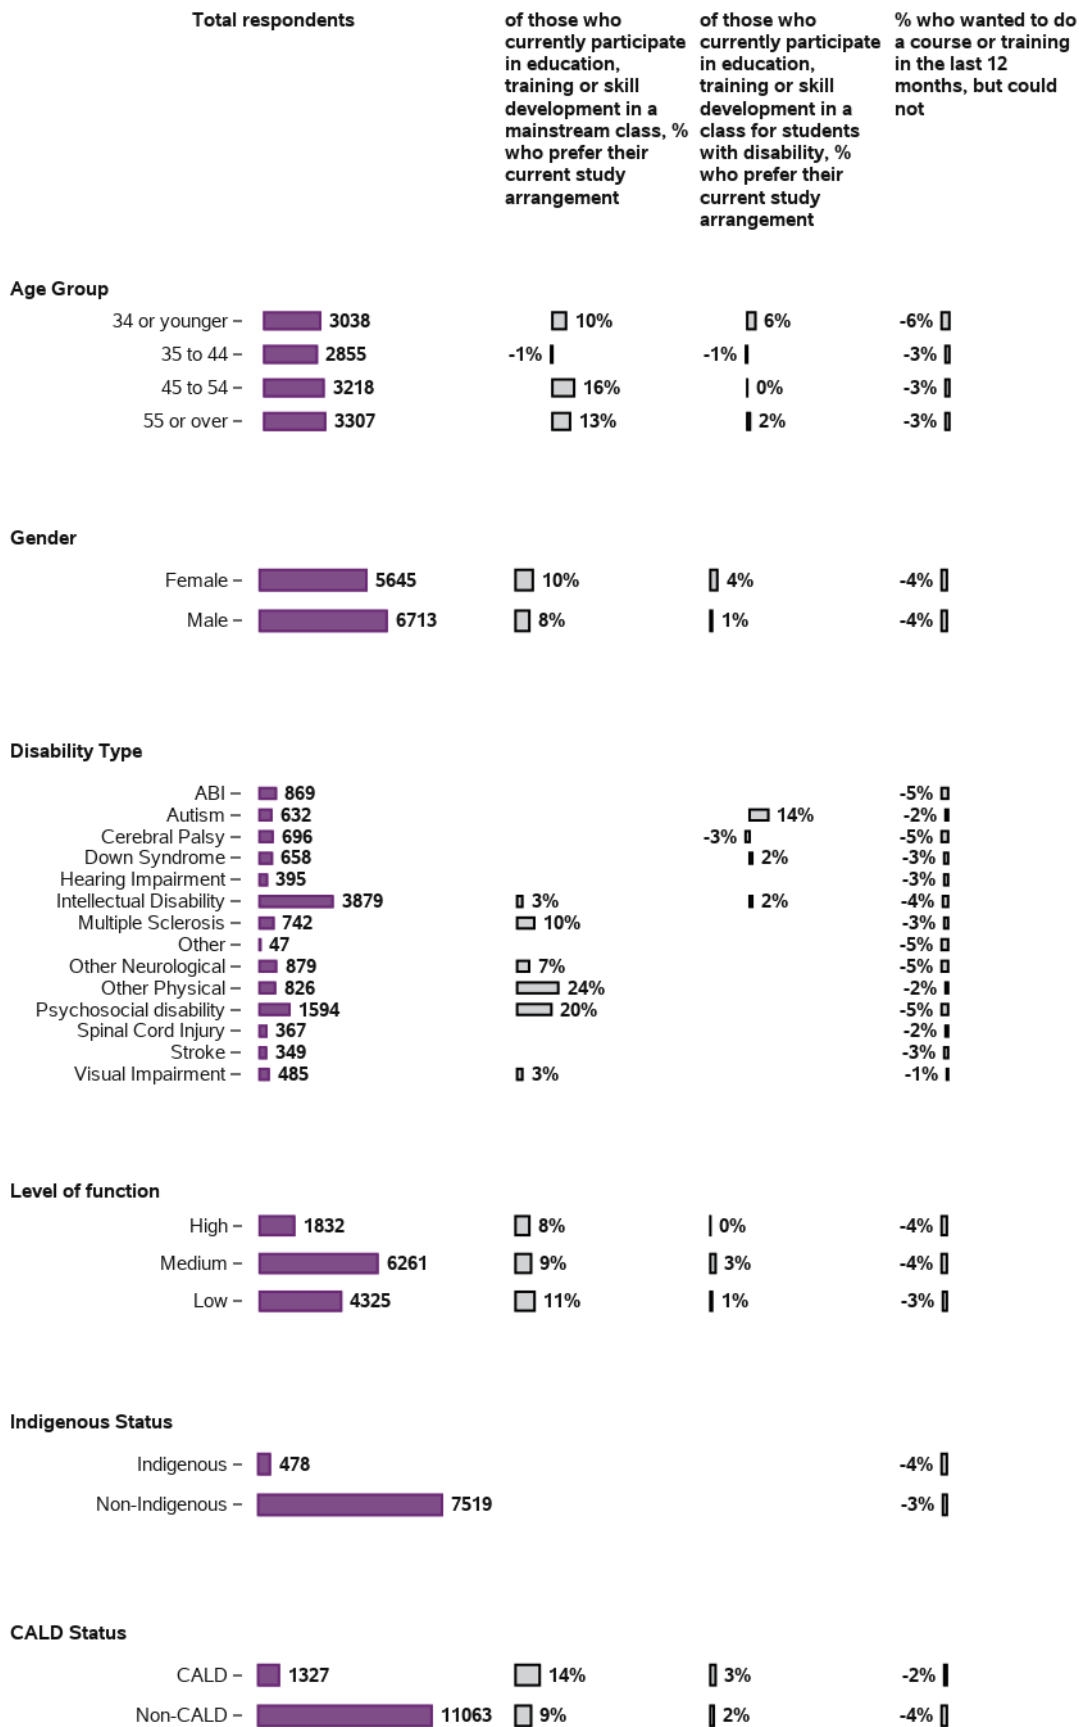 Total respondents
of those who currently participate in education, training or skill development in a mainstream class, % who prefer their current study arrangement
of those who currently participate in education, training or skill development in a class for students with disability, % who prefer their current study arrangement
% who wanted to do a course or training in the last 12 months, but could not
Age Group
34 or younger 3038 10% 6% -6%
35 to 44 2855 -1% -1% -3%
45 to 54 3218 16% 0% -3%
55 or over 3307 13% 2% -3%
Gender
Female 5645 10% 4% -4%
Male 6713 8% 1% -4%
Disability Type
ABI 869 -5%
Autism 632 14% -2%
Cerebral Palsy 696 -3% -5%
Down Syndrome 658 2% -3%
Hearing Impairment 395 -3%
Intellectual Disability 3879 3% 2% -4%
Multiple Sclerosis 742 10% -3%
Other 47 -5%
Other Neurological 879 7% -5%
Other Physical 826 24% -2%
Psychosocial disability 1594 20% -5%
Spinal Cord Injury 367 -2%
Stroke 349 -3%
Visual Impairment 485 3% -1%
Level of function
High 1832 8% 0% -4%
Medium 6261 9% 3% -4%
Low 4325 11% 1% -3%
Indigenous Status
Indigenous 478 -4%
Non-Indigenous 7519 -3%
CALD Status
CALD 1327 14% 3% -2%
Non-CALD 11063 9% 2% -4%